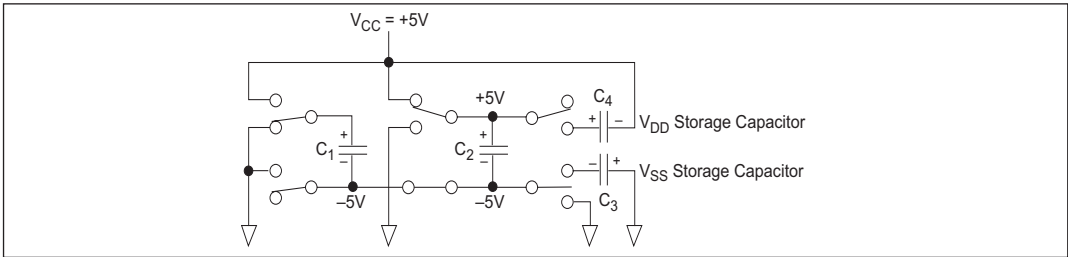 V_CC = +5V
+5V
C_4
+
–
V_DD Storage Capacitor
+
C_1
–
+
C_2
–
–
+
V_SS Storage Capacitor
C_3
–5V
–5V